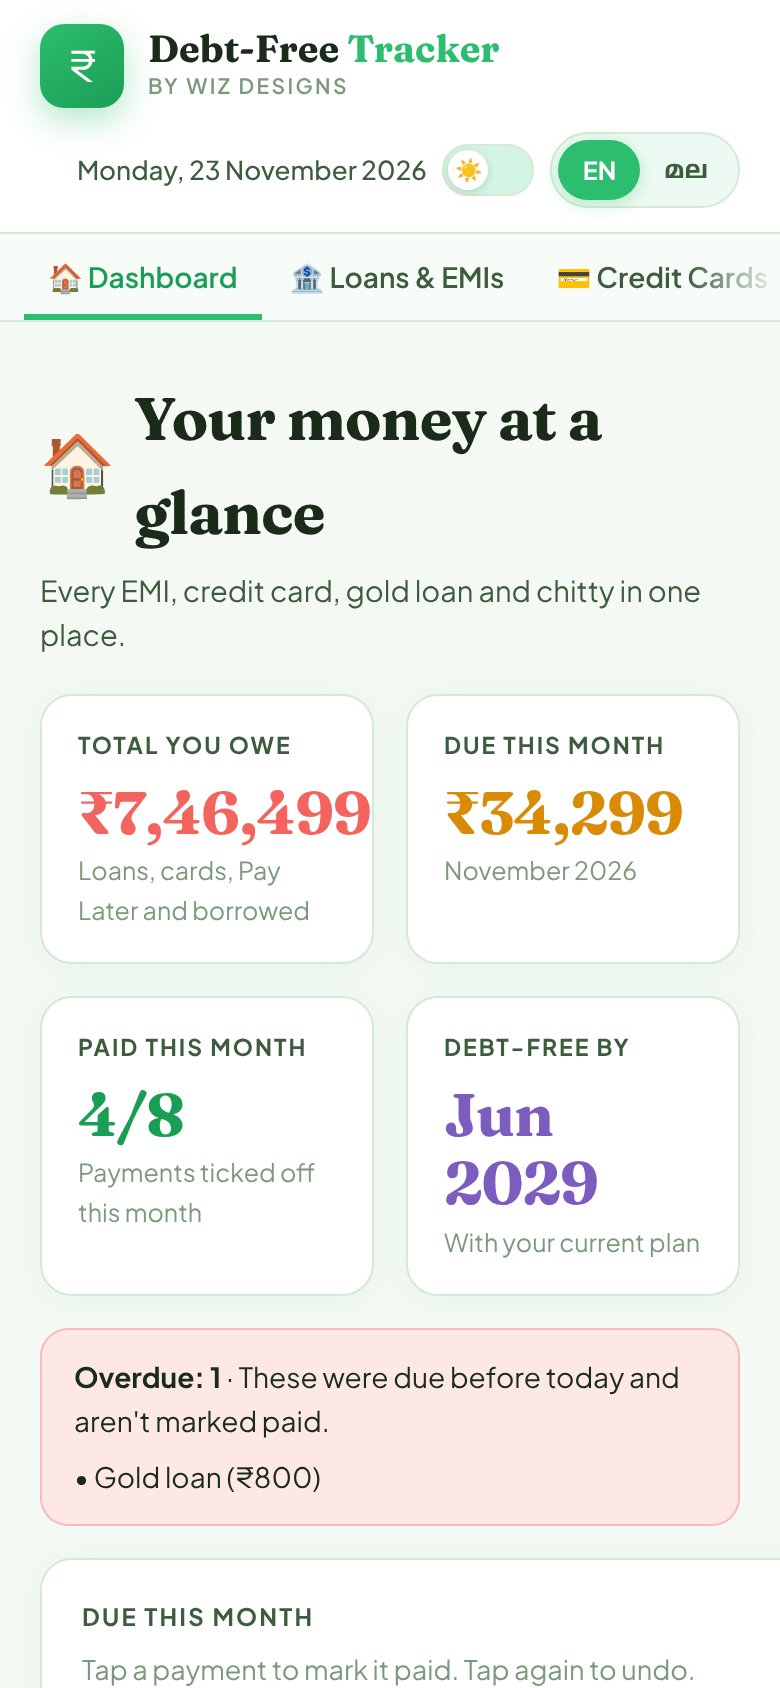 ₹
Debt-Free Tracker
BY WIZ DESIGNS
Monday, 23 November 2026
EN
മല
Dashboard
Loans & EMIs
Credit Cards
Your money at a
glance
Every EMI, credit card, gold loan and chitty in one
place.
TOTAL YOU OWE
₹7,46,499
Loans, cards, Pay
Later and borrowed
DUE THIS MONTH
₹34,299
November 2026
PAID THIS MONTH
4/8
Payments ticked off
this month
DEBT-FREE BY
Jun
2029
With your current plan
Overdue: 1 · These were due before today and
aren't marked paid.
• Gold loan (₹800)
DUE THIS MONTH
Tap a payment to mark it paid. Tap again to undo.